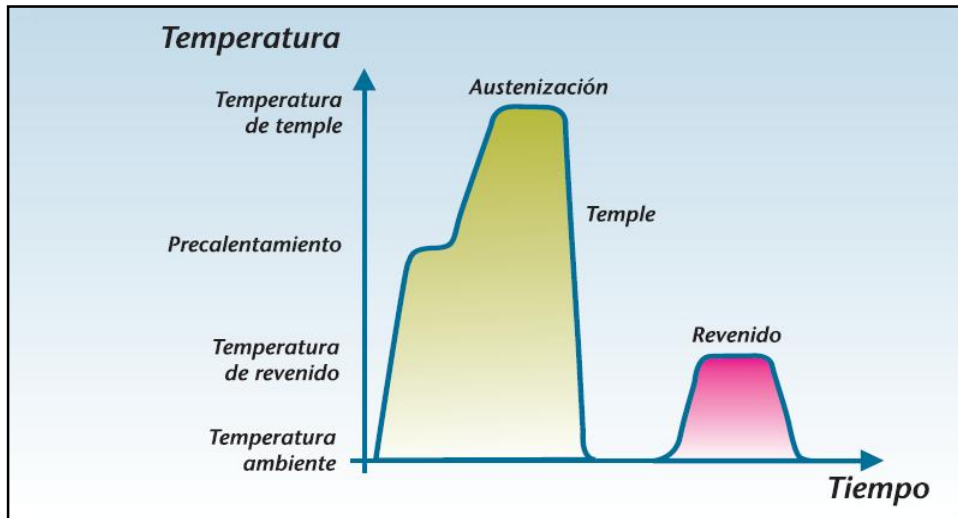 Temperatura
Temperatura
de temple
Austenización
Temple
Precalentamiento
Temperatura
de revenido
Revenido
Temperatura
ambiente
Tiempo